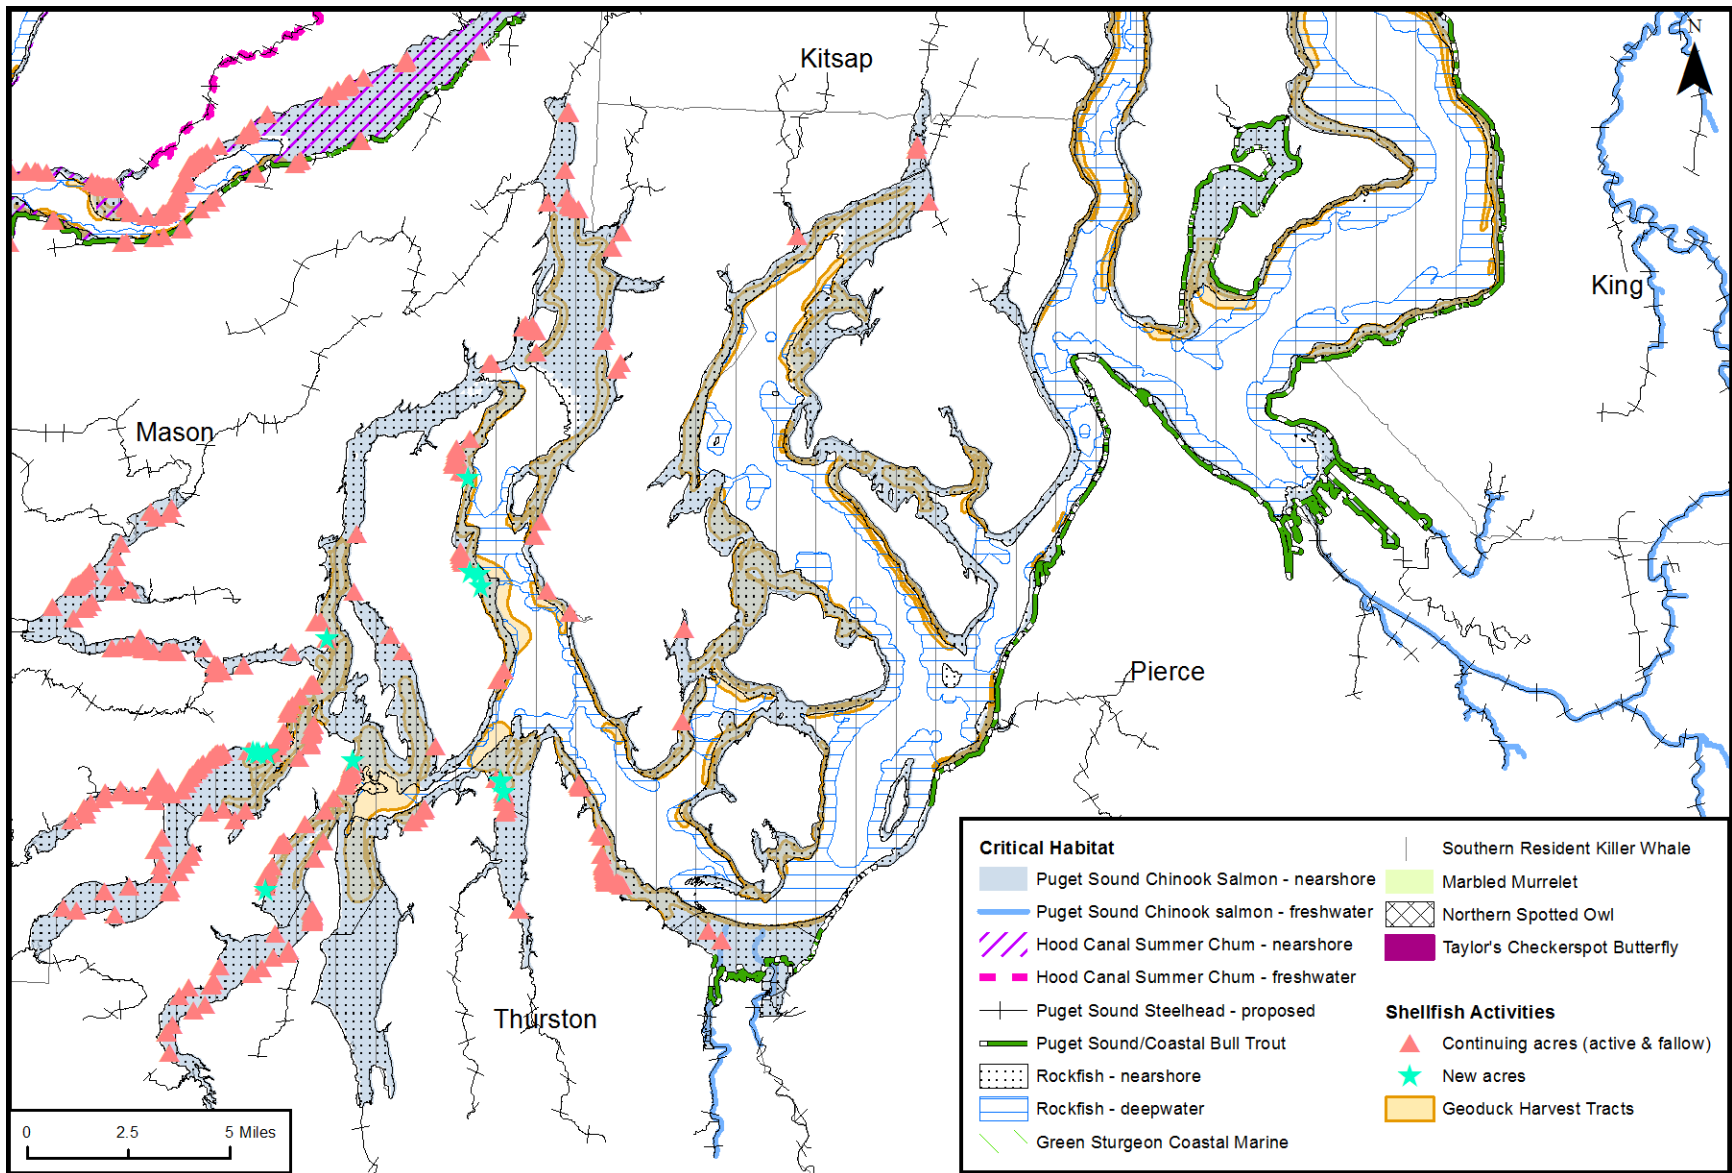 Kitsap
N
King
Mason
Pierce
Thurston
0 2.5 5 Miles
Critical Habitat
Puget Sound Chinook Salmon - nearshore
Puget Sound Chinook salmon - freshwater
Hood Canal Summer Chum - nearshore
Hood Canal Summer Chum - freshwater
Puget Sound Steelhead - proposed
Puget Sound/Coastal Bull Trout
Rockfish - nearshore
Rockfish - deepwater
Green Sturgeon Coastal Marine
Southern Resident Killer Whale
Marbled Murrelet
Northern Spotted Owl
Taylor's Checkerspot Butterfly
Shellfish Activities
Continuing acres (active & fallow)
New acres
Geoduck Harvest Tracts